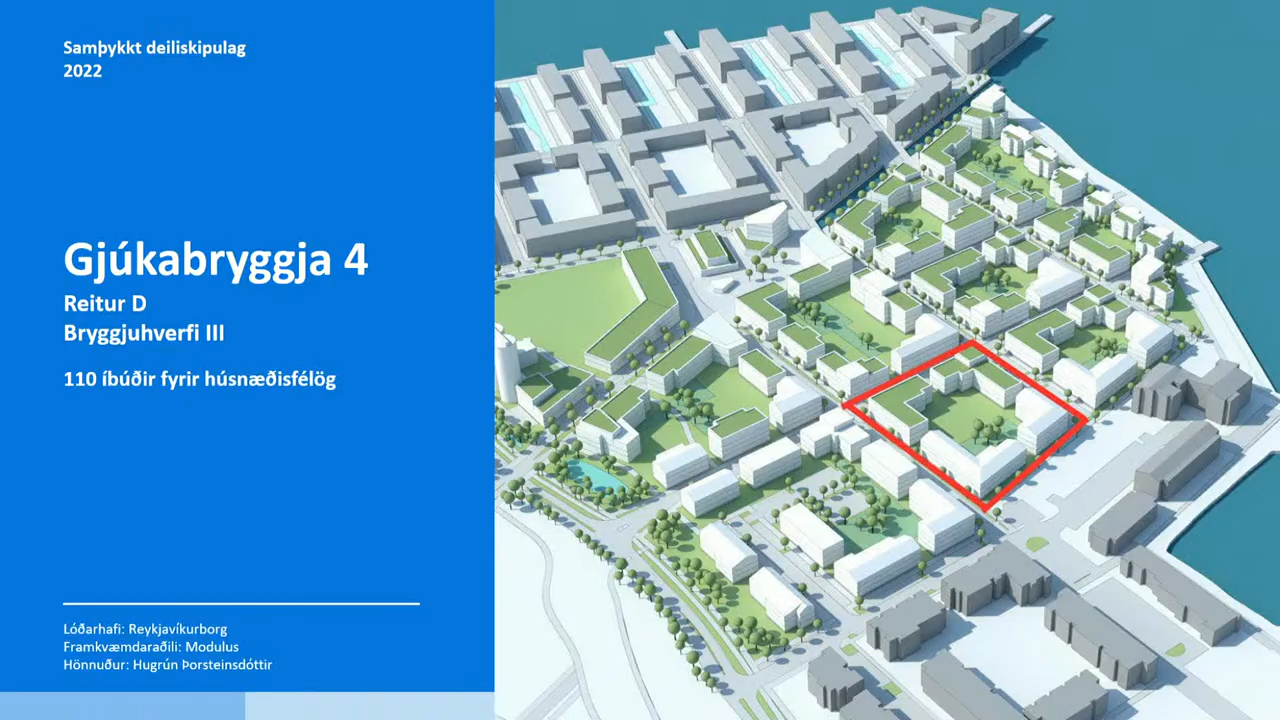 Samþykkt deiliskipulag
2022
Gjúkabryggja 4
Reitur D
Bryggjuhverfi III
110 íbúðir fyrir húsnæðisfélög
Lóðarhafi: Reykjavíkurborg
Framkvæmdaraðili: Modulus
Hönnuður: Hugrún Þorsteinsdóttir